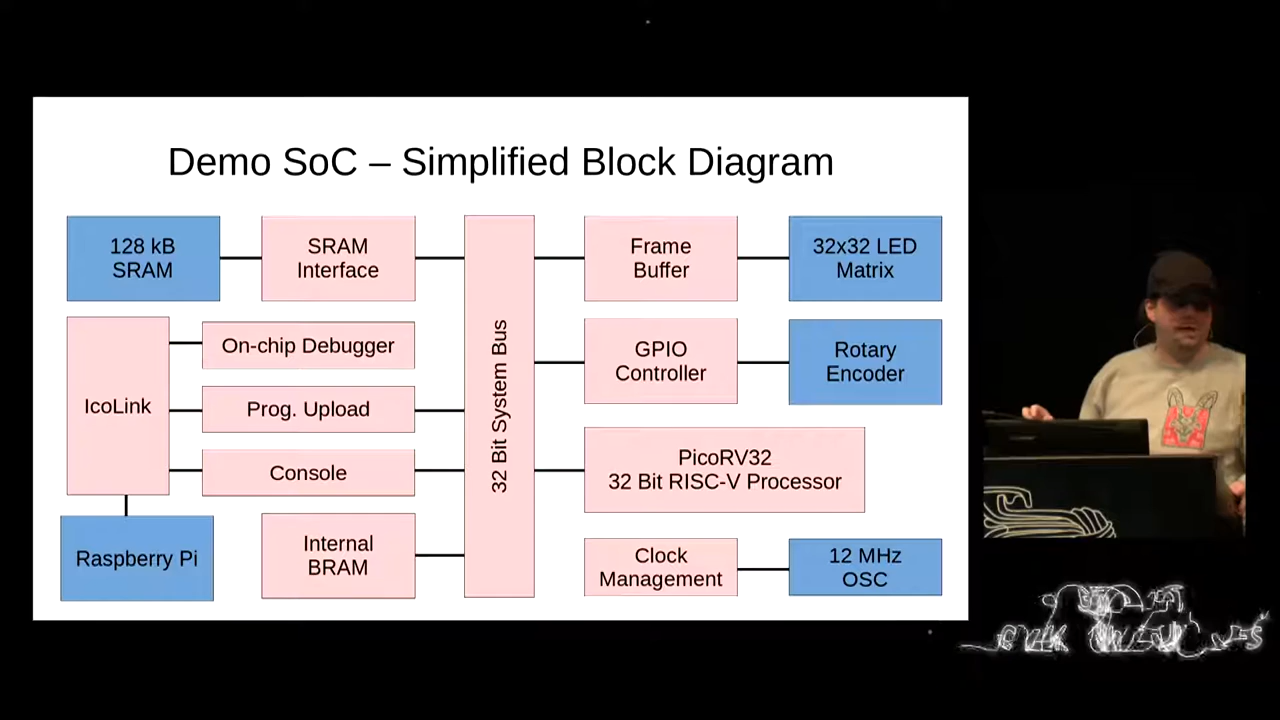 Demo SoC – Simplified Block Diagram
128 kB
SRAM
SRAM
Interface
Frame
Buffer
32x32 LED
Matrix
IcoLink
On-chip Debugger
Prog. Upload
Console
Raspberry Pi
Internal
BRAM
32 Bit System Bus
GPIO
Controller
Rotary
Encoder
PicoRV32
32 Bit RISC-V Processor
Clock
Management
12 MHz
OSC